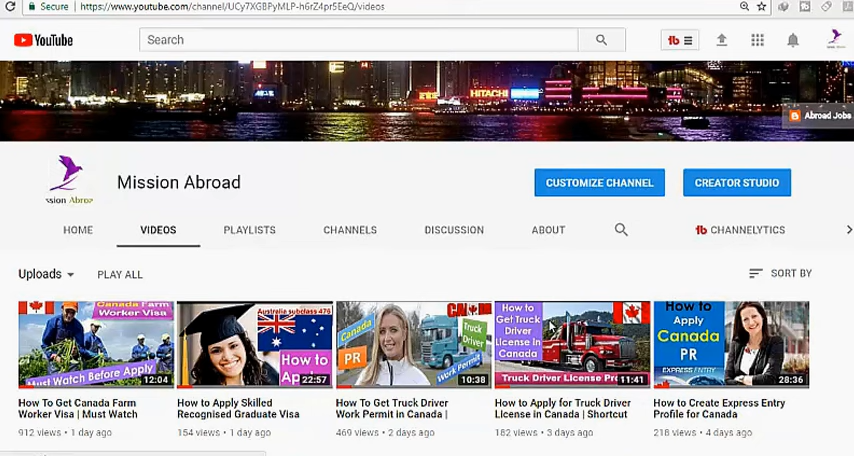 Secure https://www.youtube.com/channel/UCy7XGBPyMLP-h6rZ4pr5EeQ/videos
YouTube
Search
HITACHI
Abroad Jobs
ssion Abroa
Mission Abroad
CUSTOMIZE CHANNEL
CREATOR STUDIO
HOME
VIDEOS
PLAYLISTS
CHANNELS
DISCUSSION
ABOUT
CHANNELYTICS
Uploads
PLAY ALL
SORT BY
Canada Farm
Worker Visa
Must Watch Before Apply
12:04
How To Get Canada Farm
Worker Visa | Must Watch
912 views • 1 day ago
Australia subclass 476
How to
22:57
How to Apply Skilled
Recognised Graduate Visa
154 views • 1 day ago
Canada
PR
Truck
Driver
Work Permit
10:38
How To Get Truck Driver
Work Permit in Canada |
469 views • 2 days ago
How to
Get Truck
Driver
License in
Canada
Truck Driver License Pr
11:41
How to Apply for Truck Driver
License in Canada | Shortcut
182 views • 3 days ago
How to
Apply
Canada
PR
EXPRESS ENTRY
28:36
How to Create Express Entry
Profile for Canada
218 views • 4 days ago